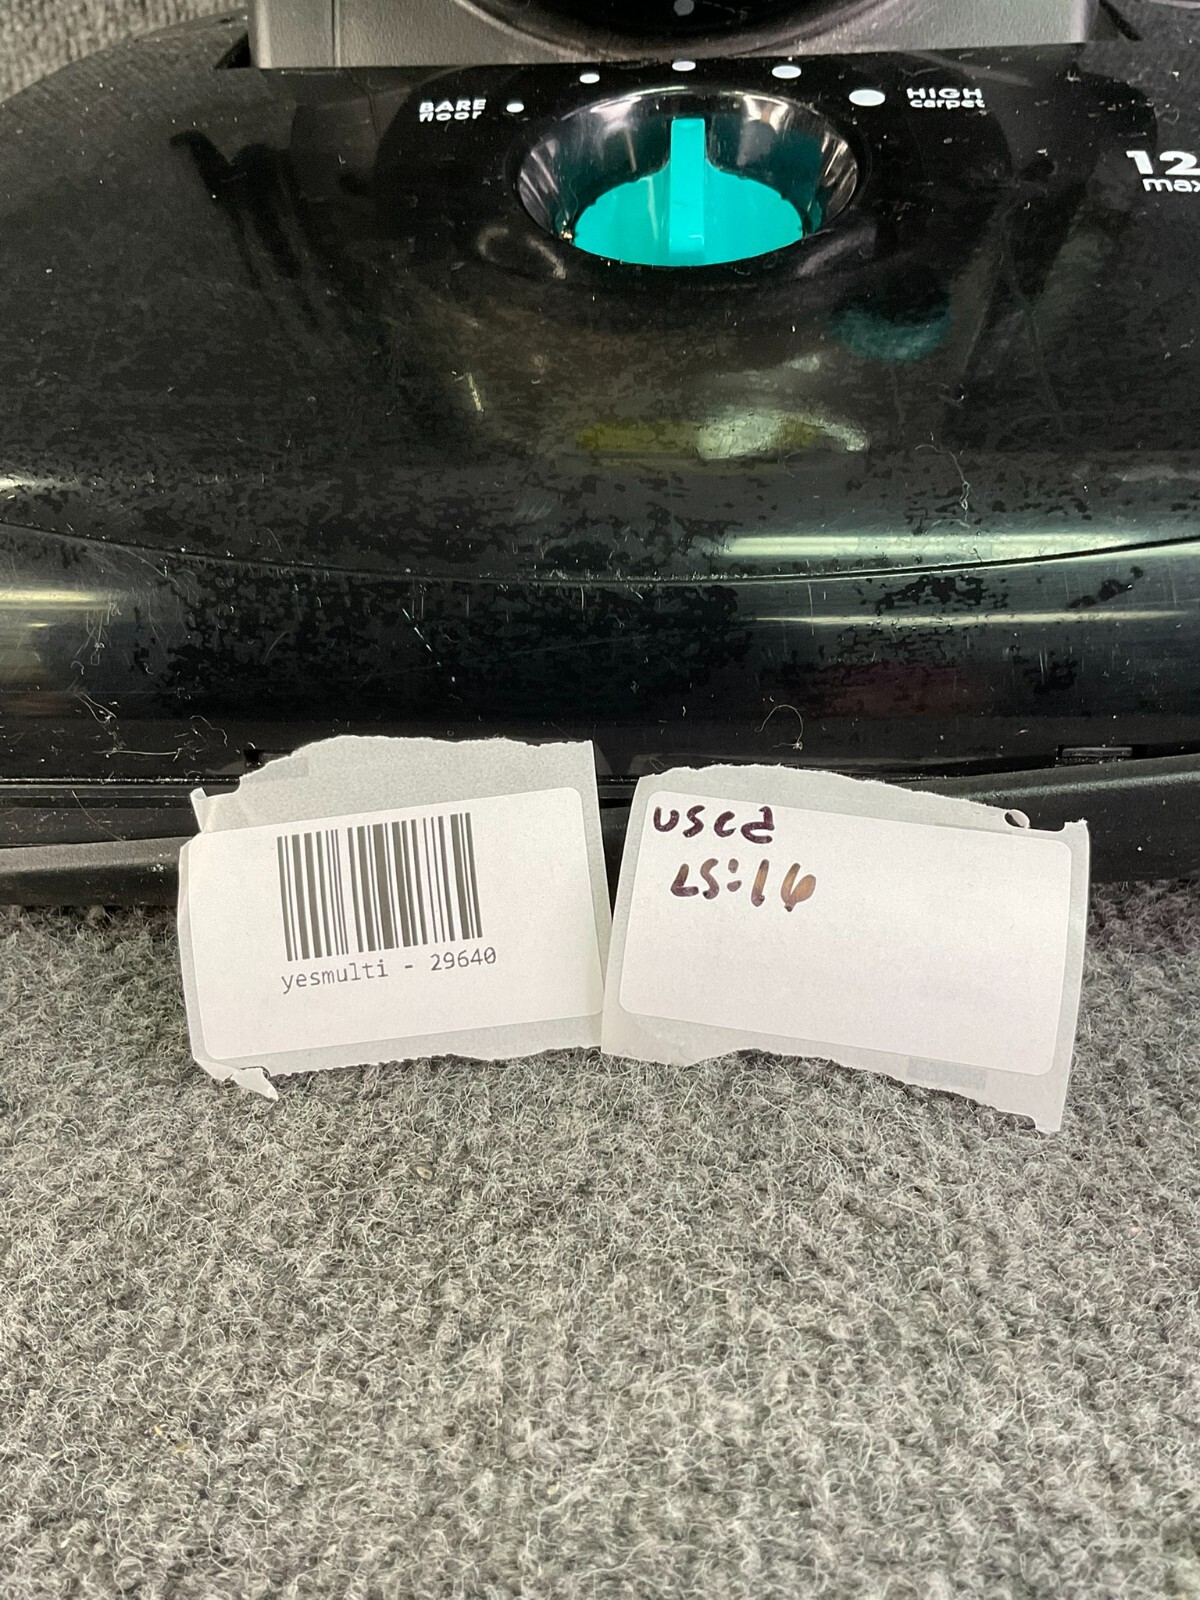 BARE
floor
HIGH
carpet
12
max
yesmulti - 29640
used
LS:16